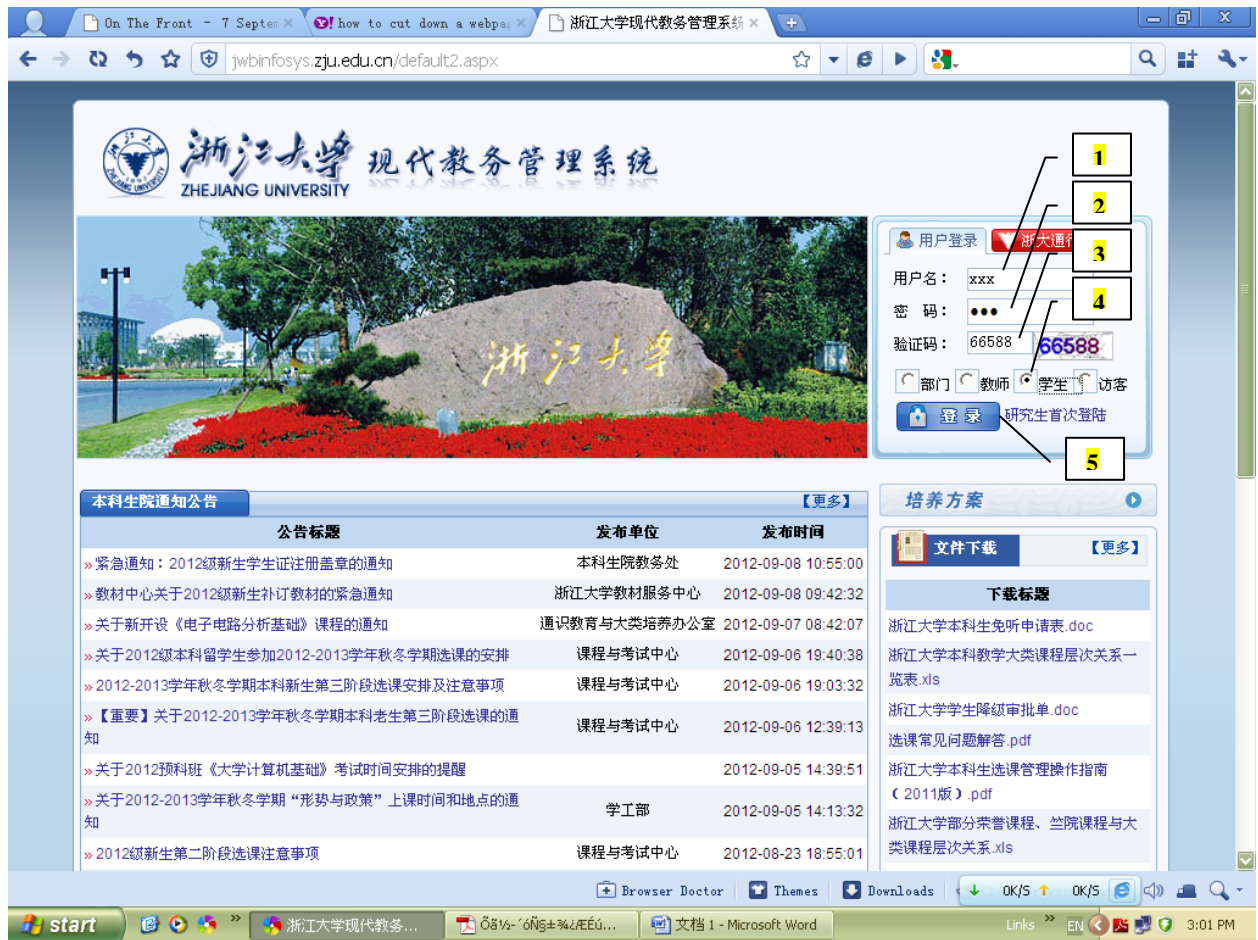 On The Front - 7 Septem
how to cut down a webpag
浙江大学现代教务管理系统
jwbinfosys.zju.edu.cn/default2.aspx
浙江大学 现代教务管理系统
ZHEJIANG UNIVERSITY
浙江大学
1
2
3
4
5
用户登录
浙大通行
用户名： xxx
密 码： ●●●
验证码： 66588 66588
部门 教师 学生 访客
登 录 研究生首次登陆
本科生院通知公告 【更多】
公告标题 发布单位 发布时间
»紧急通知：2012级新生学生证注册盖章的通知 本科生院教务处 2012-09-08 10:55:00
»教材中心关于2012级新生补订教材的紧急通知 浙江大学教材服务中心 2012-09-08 09:42:32
»关于新开设《电子电路分析基础》课程的通知 通识教育与大类培养办公室 2012-09-07 08:42:07
»关于2012级本科留学生参加2012-2013学年秋冬学期选课的安排 课程与考试中心 2012-09-06 19:40:38
»2012-2013学年秋冬学期本科新生第三阶段选课安排及注意事项 课程与考试中心 2012-09-06 19:03:32
»【重要】关于2012-2013学年秋冬学期本科老生第三阶段选课的通
知 课程与考试中心 2012-09-06 12:39:13
»关于2012预科班《大学计算机基础》考试时间安排的提醒 2012-09-05 14:39:51
»关于2012-2013学年秋冬学期“形势与政策”上课时间和地点的通
知 学工部 2012-09-05 14:13:32
»2012级新生第二阶段选课注意事项 课程与考试中心 2012-08-23 18:55:01
培养方案
文件下载 【更多】
下载标题
浙江大学本科生免听申请表.doc
浙江大学本科教学大类课程层次关系一
览表.xls
浙江大学学生降级审批单.doc
选课常见问题解答.pdf
浙江大学本科生选课管理操作指南
（2011版）.pdf
浙江大学部分荣誉课程、竺院课程与大
类课程层次关系.xls
Browser Doctor Themes Downloads 0K/S 0K/S
start
浙江大学现代教务...
Öã½-´óÑ§±¾¿ÆÉú...
文档 1 - Microsoft Word
Links EN 3:01 PM